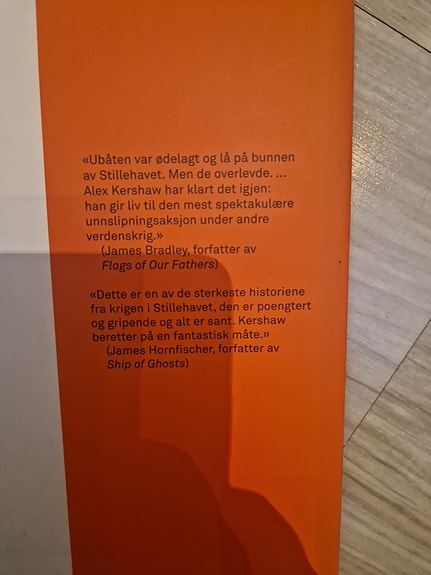 «Ubåten var ødelagt og lå på bunnen
av Stillehavet. Men de overlevde. ...
Alex Kershaw har klart det igjen:
han gir liv til den mest spektakulære
unnslipningsaksjon under andre
verdenskrig.»
(James Bradley, forfatter av
Flags of Our Fathers)
«Dette er en av de sterkeste historiene
fra krigen i Stillehavet, den er poengtert
og gripende og alt er sant. Kershaw
beretter på en fantastisk måte.»
(James Hornfischer, forfatter av
Ship of Ghosts)